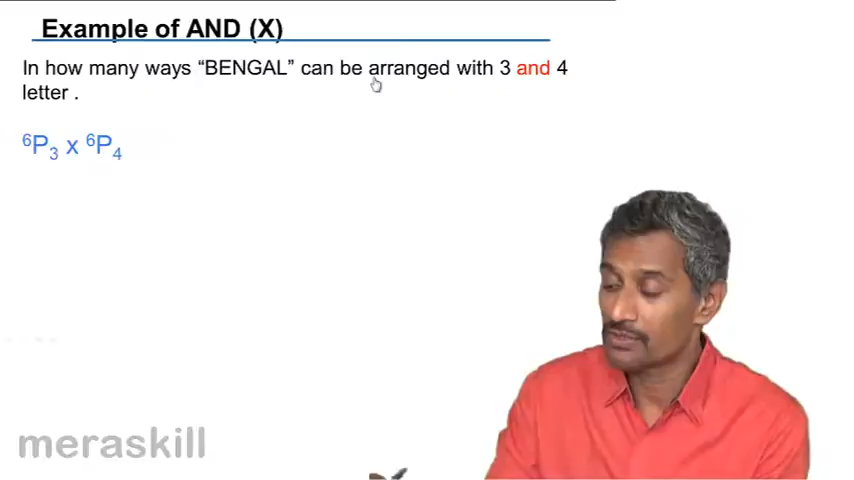 Example of AND (X)
In how many ways “BENGAL” can be arranged with 3 and 4
letter .
⁶P₃ x ⁶P₄
meraskill